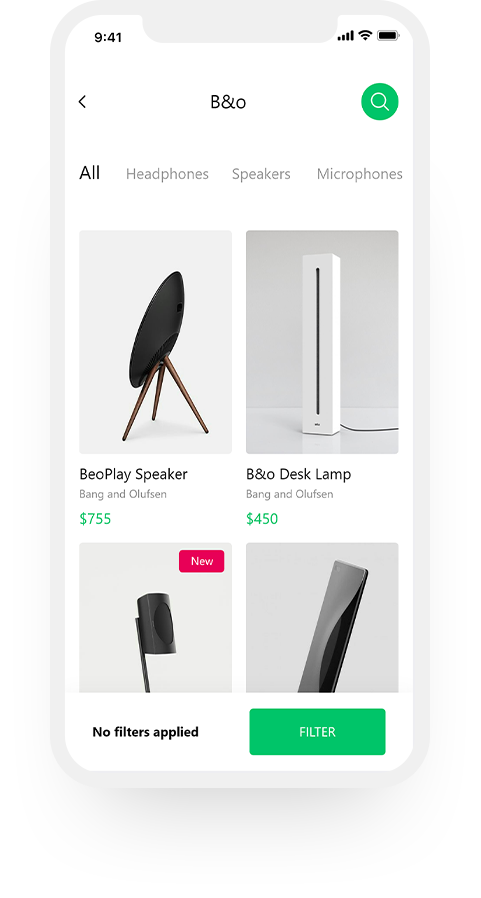 9:41
B&o
All Headphones Speakers Microphones
BeoPlay Speaker
Bang and Olufsen
$755
B&o Desk Lamp
Bang and Olufsen
$450
New
No filters applied
FILTER